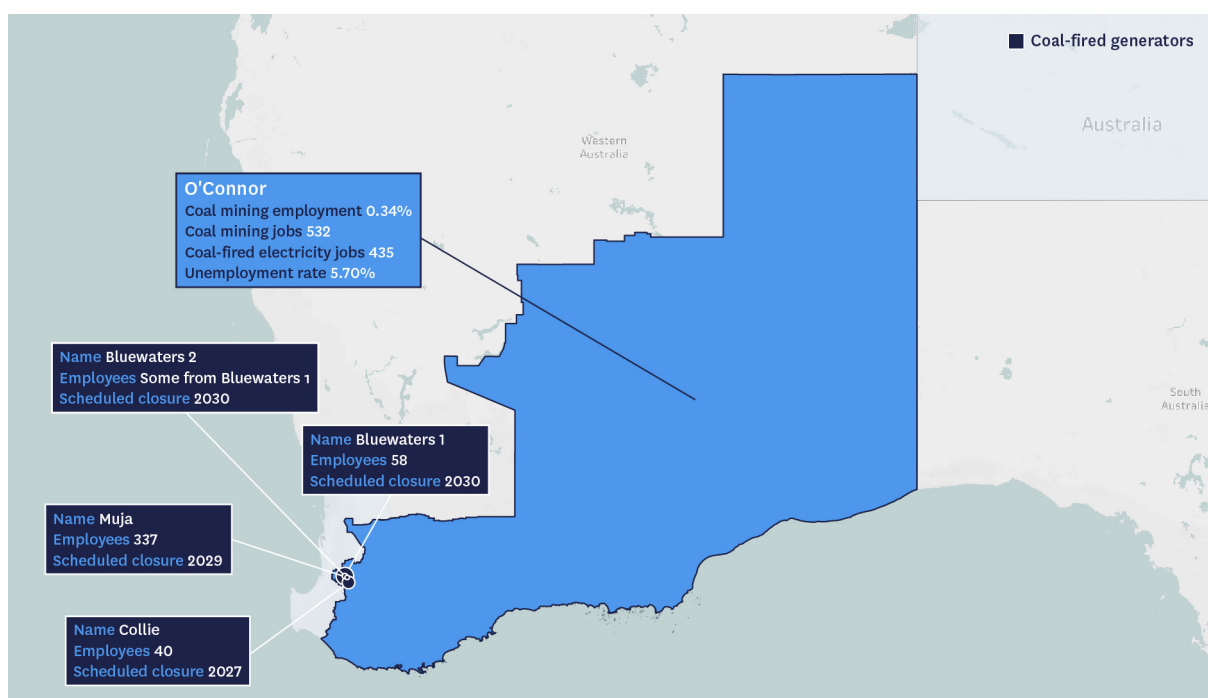 Coal-fired generators
Australia
Western
Australia
O'Connor
Coal mining employment 0.34%
Coal mining jobs 532
Coal-fired electricity jobs 435
Unemployment rate 5.70%
Name Bluewaters 2
Employees Some from Bluewaters 1
Scheduled closure 2030
South
Australia
Name Bluewaters 1
Employees 58
Scheduled closure 2030
Name Muja
Employees 337
Scheduled closure 2029
Name Collie
Employees 40
Scheduled closure 2027